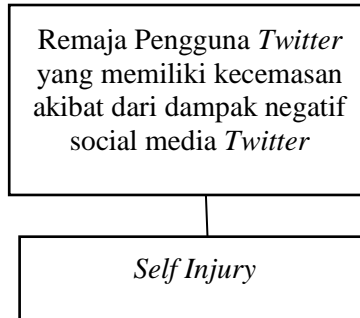 Remaja Pengguna Twitter
yang memiliki kecemasan
akibat dari dampak negatif
social media Twitter
Self Injury